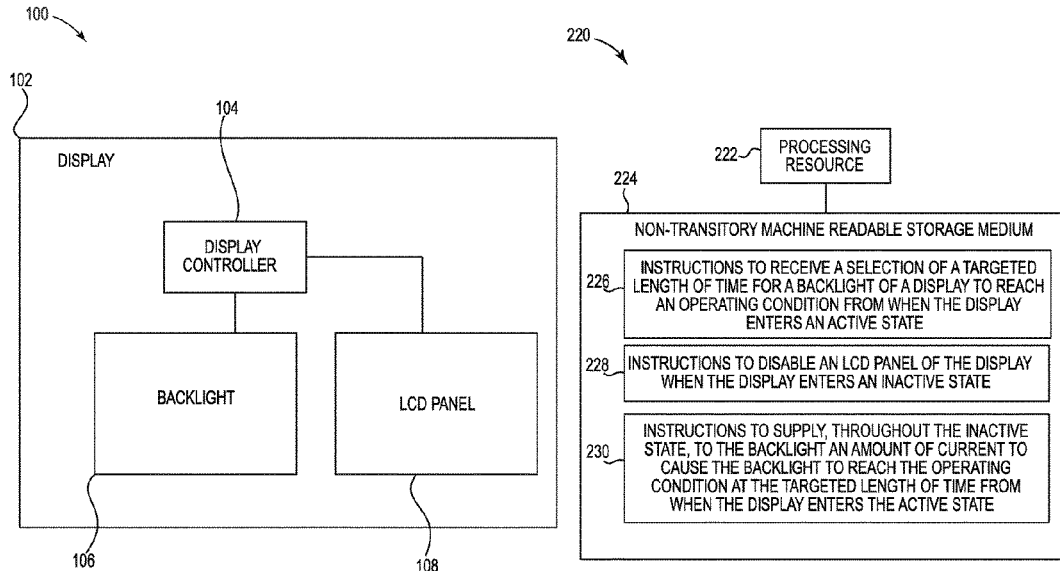 100
102
DISPLAY
104
DISPLAY
CONTROLLER
BACKLIGHT
LCD PANEL
106
108
220
222
PROCESSING
RESOURCE
224
NON-TRANSITORY MACHINE READABLE STORAGE MEDIUM
226
INSTRUCTIONS TO RECEIVE A SELECTION OF A TARGETED
LENGTH OF TIME FOR A BACKLIGHT OF A DISPLAY TO REACH
AN OPERATING CONDITION FROM WHEN THE DISPLAY
ENTERS AN ACTIVE STATE
228
INSTRUCTIONS TO DISABLE AN LCD PANEL OF THE DISPLAY
WHEN THE DISPLAY ENTERS AN INACTIVE STATE
230
INSTRUCTIONS TO SUPPLY, THROUGHOUT THE INACTIVE
STATE, TO THE BACKLIGHT AN AMOUNT OF CURRENT TO
CAUSE THE BACKLIGHT TO REACH THE OPERATING
CONDITION AT THE TARGETED LENGTH OF TIME FROM
WHEN THE DISPLAY ENTERS THE ACTIVE STATE